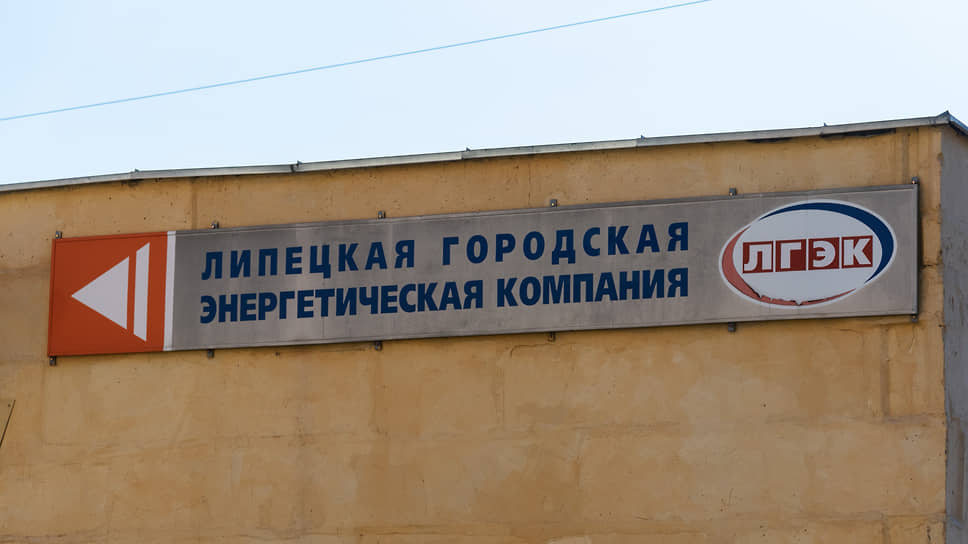 ЛИПЕЦКАЯ ГОРОДСКАЯ
ЭНЕРГЕТИЧЕСКАЯ КОМПАНИЯ
ЛГЭК